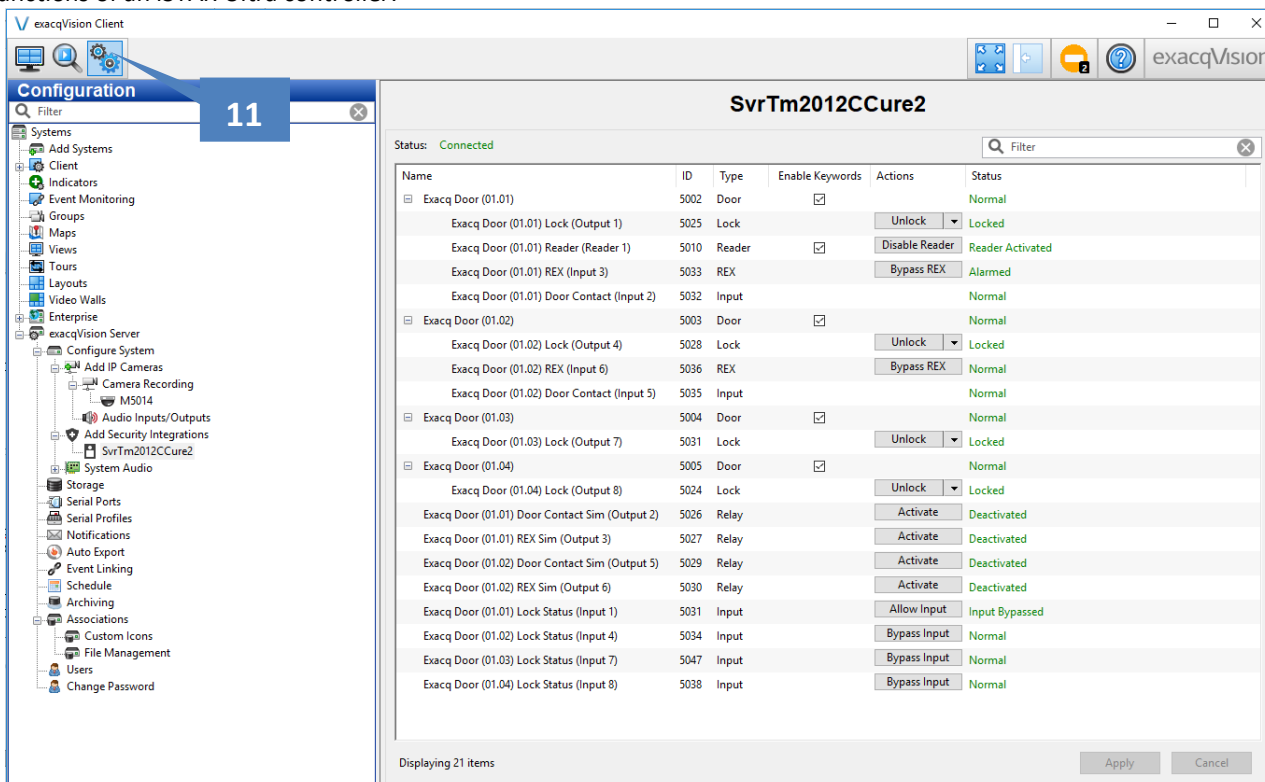 functions of an iSTAR Ultra controller.
exacqVision Client
2
exacqVision
11
Configuration
Filter
Systems
Add Systems
Client
Indicators
Event Monitoring
Groups
Maps
Views
Tours
Layouts
Video Walls
Enterprise
exacqVision Server
Configure System
Add IP Cameras
Camera Recording
M5014
Audio Inputs/Outputs
Add Security Integrations
SvrTm2012CCure2
System Audio
Storage
Serial Ports
Serial Profiles
Notifications
Auto Export
Event Linking
Schedule
Archiving
Associations
Custom Icons
File Management
Users
Change Password
SvrTm2012CCure2
Status: Connected
Filter
Name ID Type Enable Keywords Actions Status
Exacq Door (01.01) 5002 Door Normal
Exacq Door (01.01) Lock (Output 1) 5025 Lock Unlock Locked
Exacq Door (01.01) Reader (Reader 1) 5010 Reader Disable Reader Reader Activated
Exacq Door (01.01) REX (Input 3) 5033 REX Bypass REX Alarmed
Exacq Door (01.01) Door Contact (Input 2) 5032 Input Normal
Exacq Door (01.02) 5003 Door Normal
Exacq Door (01.02) Lock (Output 4) 5028 Lock Unlock Locked
Exacq Door (01.02) REX (Input 6) 5036 REX Bypass REX Normal
Exacq Door (01.02) Door Contact (Input 5) 5035 Input Normal
Exacq Door (01.03) 5004 Door Normal
Exacq Door (01.03) Lock (Output 7) 5031 Lock Unlock Locked
Exacq Door (01.04) 5005 Door Normal
Exacq Door (01.04) Lock (Output 8) 5024 Lock Unlock Locked
Exacq Door (01.01) Door Contact Sim (Output 2) 5026 Relay Activate Deactivated
Exacq Door (01.01) REX Sim (Output 3) 5027 Relay Activate Deactivated
Exacq Door (01.02) Door Contact Sim (Output 5) 5029 Relay Activate Deactivated
Exacq Door (01.02) REX Sim (Output 6) 5030 Relay Activate Deactivated
Exacq Door (01.01) Lock Status (Input 1) 5031 Input Allow Input Input Bypassed
Exacq Door (01.02) Lock Status (Input 4) 5034 Input Bypass Input Normal
Exacq Door (01.03) Lock Status (Input 7) 5047 Input Bypass Input Normal
Exacq Door (01.04) Lock Status (Input 8) 5038 Input Bypass Input Normal
Displaying 21 items
Apply Cancel